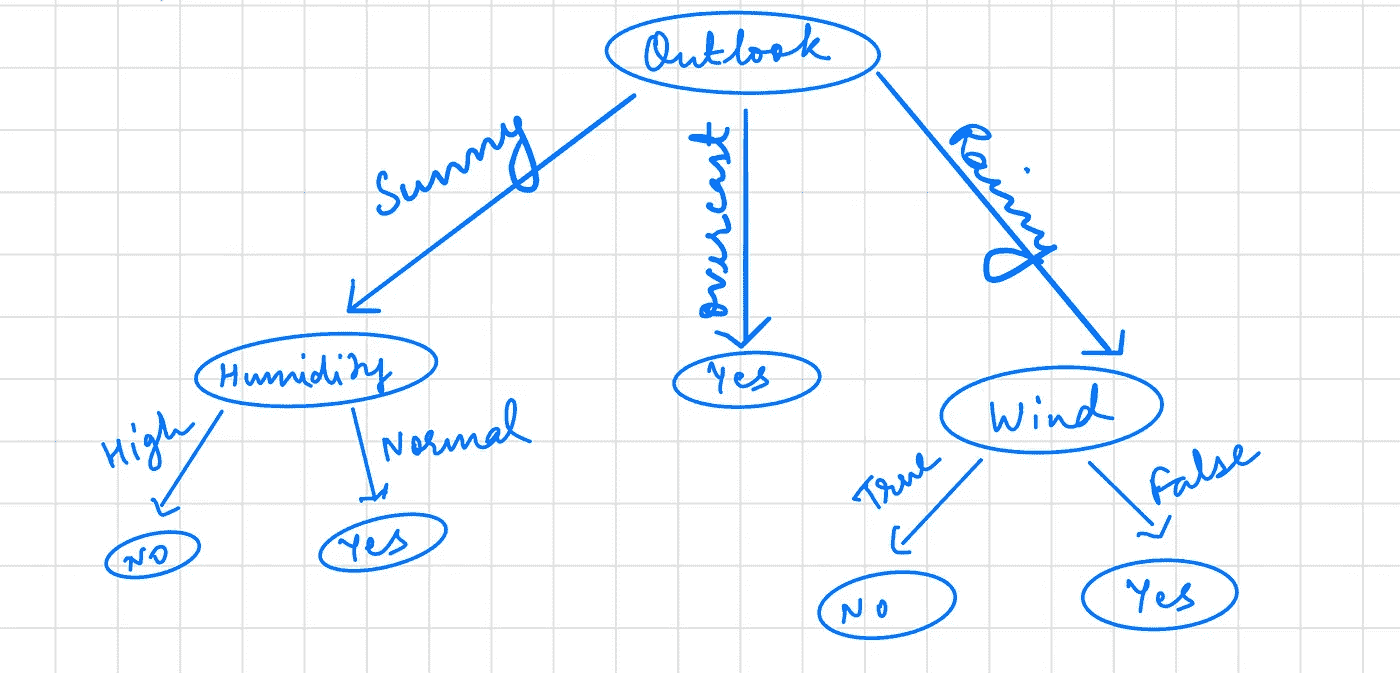 Outlook
Sunny
Overcast
Rainy
Humidity
Yes
Wind
High
Normal
True
False
NO
Yes
NO
Yes